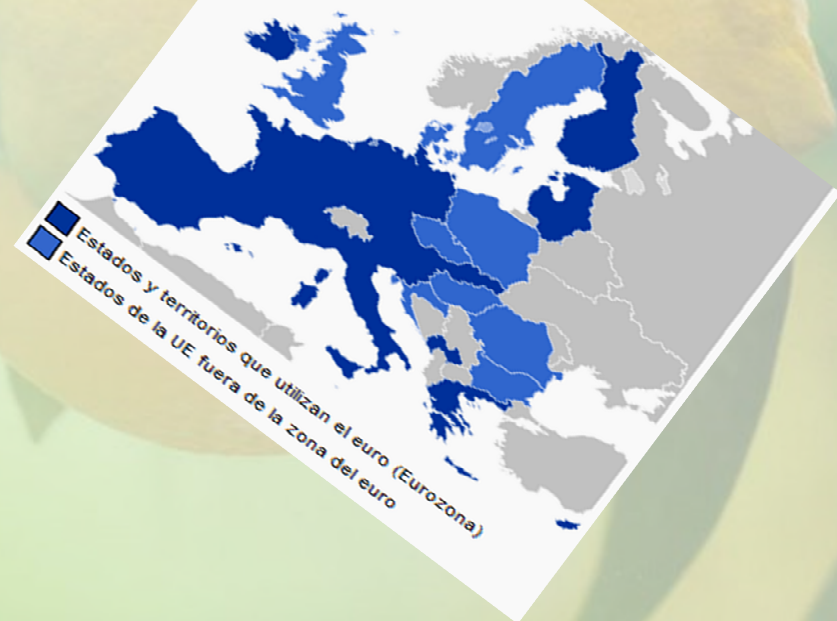 Estados y territorios que utilizan el euro (Eurozona)
Estados de la UE fuera de la zona del euro